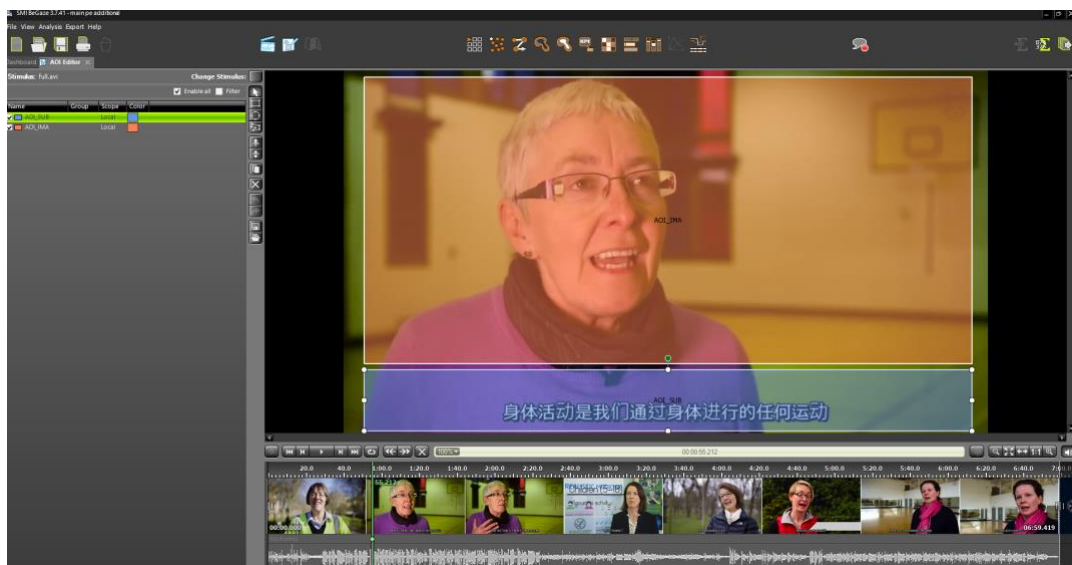 SMI BeGaze 3.7.41 - main pe additional
File View Analysis Export Help
Dashboard AOI Editor
Stimulus: full.avi Change Stimulus:
Enable all Filter
Name Group Scope Color
AOI_SUB Local
AOI_IMA Local
AOI_IMA
AOI_SUB
身体活动是我们通过身体进行的任何运动
100% 00:00:55.212 1:1
20.0 40.0 1:00.0 1:20.0 1:40.0 2:00.0 2:20.0 2:40.0 3:00.0 3:20.0 3:40.0 4:00.0 4:20.0 4:40.0 5:00.0 5:20.0 5:40.0 6:00.0 6:20.0 6:40.0
55.212
06:59.419